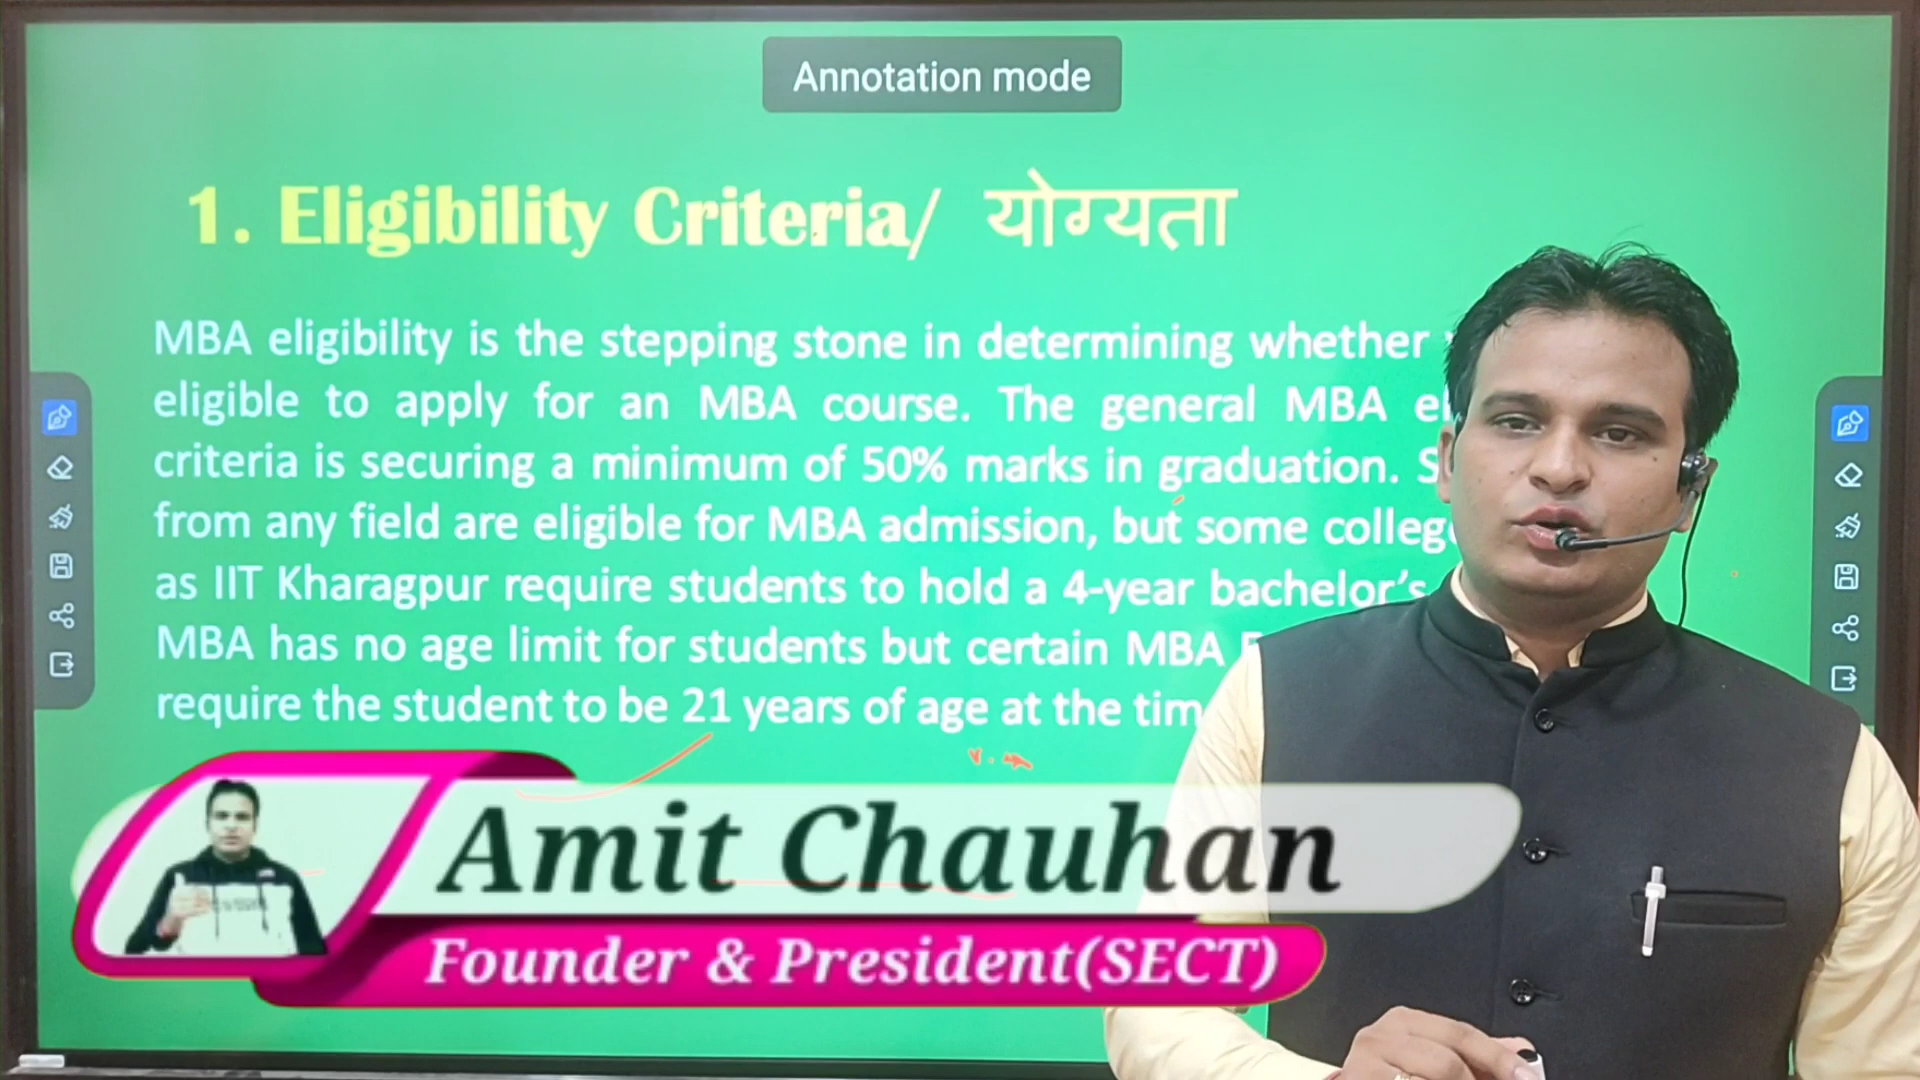 Annotation mode
1. Eligibility Criteria/ योग्यता
MBA eligibility is the stepping stone in determining whether
eligible to apply for an MBA course. The general MBA
criteria is securing a minimum of 50% marks in graduation.
from any field are eligible for MBA admission, but some
as IIT Kharagpur require students to hold a 4-year bachelor's
MBA has no age limit for students but certain MBA
require the student to be 21 years of age at the
Amit Chauhan
Founder & President(SECT)